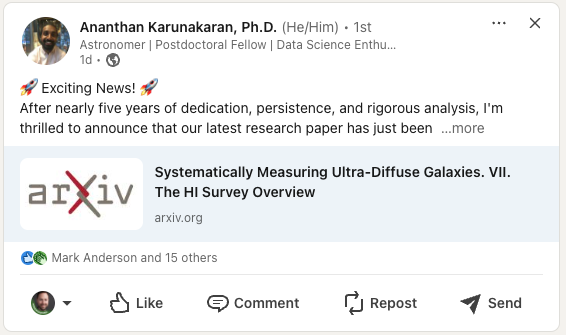 Ananthan Karunakaran, Ph.D. (He/Him) • 1st
Astronomer | Postdoctoral Fellow | Data Science Enthu...
1d •
🚀 Exciting News! 🚀
After nearly five years of dedication, persistence, and rigorous analysis, I'm
thrilled to announce that our latest research paper has just been ...more
arXiv
Systematically Measuring Ultra-Diffuse Galaxies. VII.
The HI Survey Overview
arxiv.org
Mark Anderson and 15 others
Like
Comment
Repost
Send